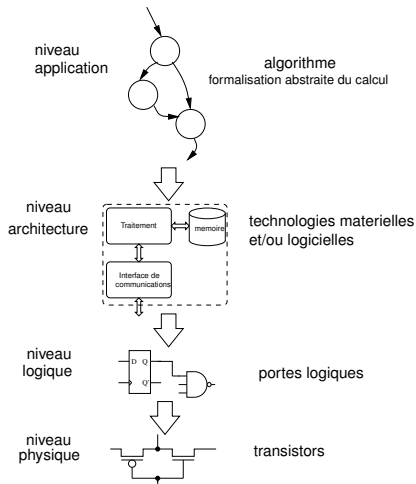 niveau
application
algorithme
formalisation abstraite du calcul
niveau
architecture
Traitement
memoire
Interface de
communications
technologies materielles
et/ou logicielles
niveau
logique
D Q
Q'
portes logiques
niveau
physique
transistors